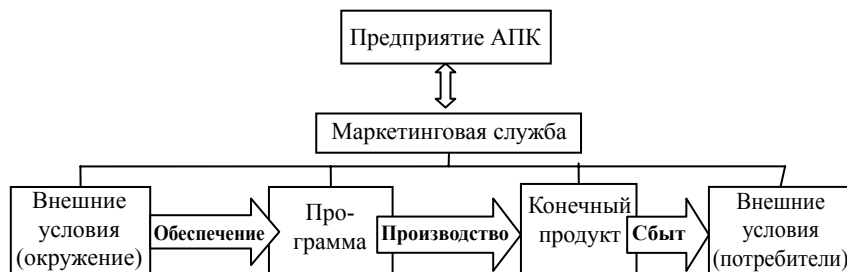 Предприятие АПК
Маркетинговая служба
Внешние
условия
(окружение)
Обеспечение
Про-
грамма
Производство
Конечный
продукт
Сбыт
Внешние
условия
(потребители)